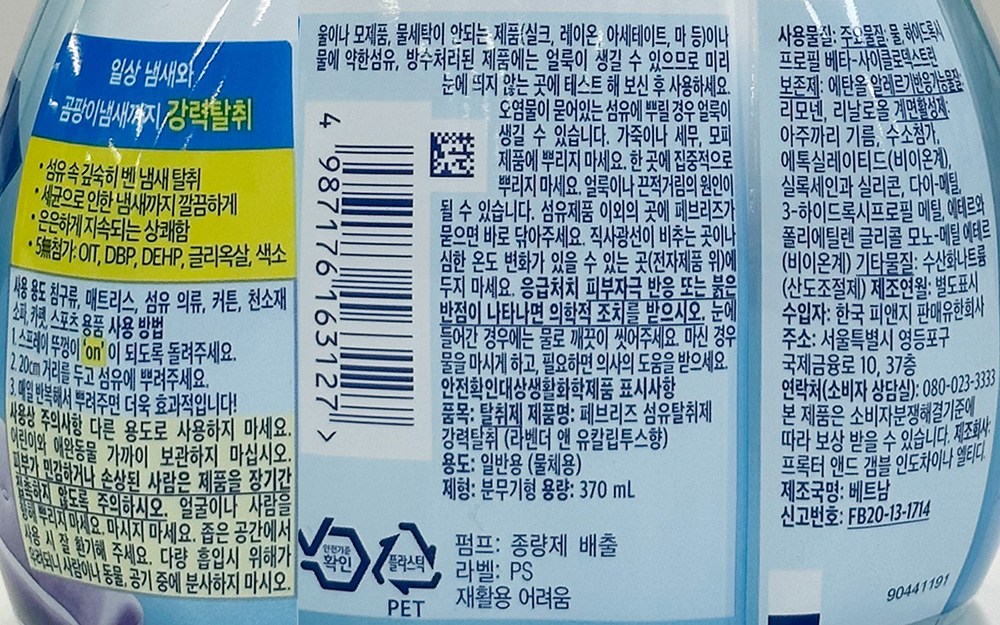 일상 냄새와
곰팡이냄새까지 강력탈취
• 섬유 속 깊숙히 벤 냄새 탈취
• 세균으로 인한 냄새까지 깔끔하게
• 은은하게 지속되는 상쾌함
• 5無첨가: OIT, DBP, DEHP, 글리옥살, 색소
사용 용도 침구류, 매트리스, 섬유 의류, 커튼, 천소재
소파, 카펫, 스포츠 용품 사용 방법
1. 스프레이 뚜껑이 'on' 이 되도록 돌려주세요.
2. 20cm 거리를 두고 섬유에 뿌려주세요.
3. 매일 반복해서 뿌려주면 더욱 효과적입니다!
사용상 주의사항 다른 용도로 사용하지 마세요.
어린이와 애완동물 가까이 보관하지 마십시오.
피부가 민감하거나 손상된 사람은 제품을 장기간
접촉하지 않도록 주의하시오. 얼굴이나 사람을
향해 뿌리지 마세요. 마시지 마세요. 좁은 공간에서
사용 시 잘 환기해 주세요. 다량 흡입시 위해가
우려되니 사람이나 동물, 공기 중에 분사하지 마시오.
울이나 모제품, 물세탁이 안되는 제품(실크, 레이온, 아세테이트, 마 등)이나
물에 약한섬유, 방수처리된 제품에는 얼룩이 생길 수 있으므로 미리
눈에 띄지 않는 곳에 테스트 해 보신 후 사용하세요.
오염물이 묻어있는 섬유에 뿌릴 경우 얼룩이
생길 수 있습니다. 가죽이나 세무, 모피
제품에 뿌리지 마세요. 한 곳에 집중적으로
뿌리지 마세요. 얼룩이나 끈적거림의 원인이
될 수 있습니다. 섬유제품 이외의 곳에 페브리즈가
묻으면 바로 닦아주세요. 직사광선이 비추는 곳이나
심한 온도 변화가 있을 수 있는 곳(전자제품 위)에
두지 마세요. 응급처치 피부자극 반응 또는 붉은
반점이 나타나면 의학적 조치를 받으시오. 눈에
들어간 경우에는 물로 깨끗이 씻어주세요. 마신 경우
물을 마시게 하고, 필요하면 의사의 도움을 받으세요.
안전확인대상생활화학제품 표시사항
품목: 탈취제 제품명: 페브리즈 섬유탈취제
강력탈취 (라벤더 앤 유칼립투스향)
용도: 일반용 (물체용)
제형: 분무기형 용량: 370 mL
4 987176 163127 >
안전기준
확인
플라스틱
PET
펌프: 종량제 배출
라벨: PS
재활용 어려움
사용물질: 주요물질 물, 하이드록시
프로필 베타-사이클로덱스트린
보존제: 에탄올 알레르기반응가능물질:
리모넨, 리날로올 계면활성제:
아주까리 기름, 수소첨가,
에톡실레이티드(비이온계),
실록세인과 실리콘, 다이-메틸,
3-하이드록시프로필 메틸, 에테르와
폴리에틸렌 글리콜 모노-메틸 에테르
(비이온계) 기타물질: 수산화나트륨
(산도조절제) 제조연월: 별도표시
수입자: 한국 피앤지 판매유한회사
주소: 서울특별시 영등포구
국제금융로 10, 37층
연락처(소비자 상담실): 080-023-3333
본 제품은 소비자분쟁해결기준에
따라 보상 받을 수 있습니다. 제조회사:
프록터 앤드 갬블 인도차이나 엘티디.
제조국명: 베트남
신고번호: FB20-13-1714
90441191